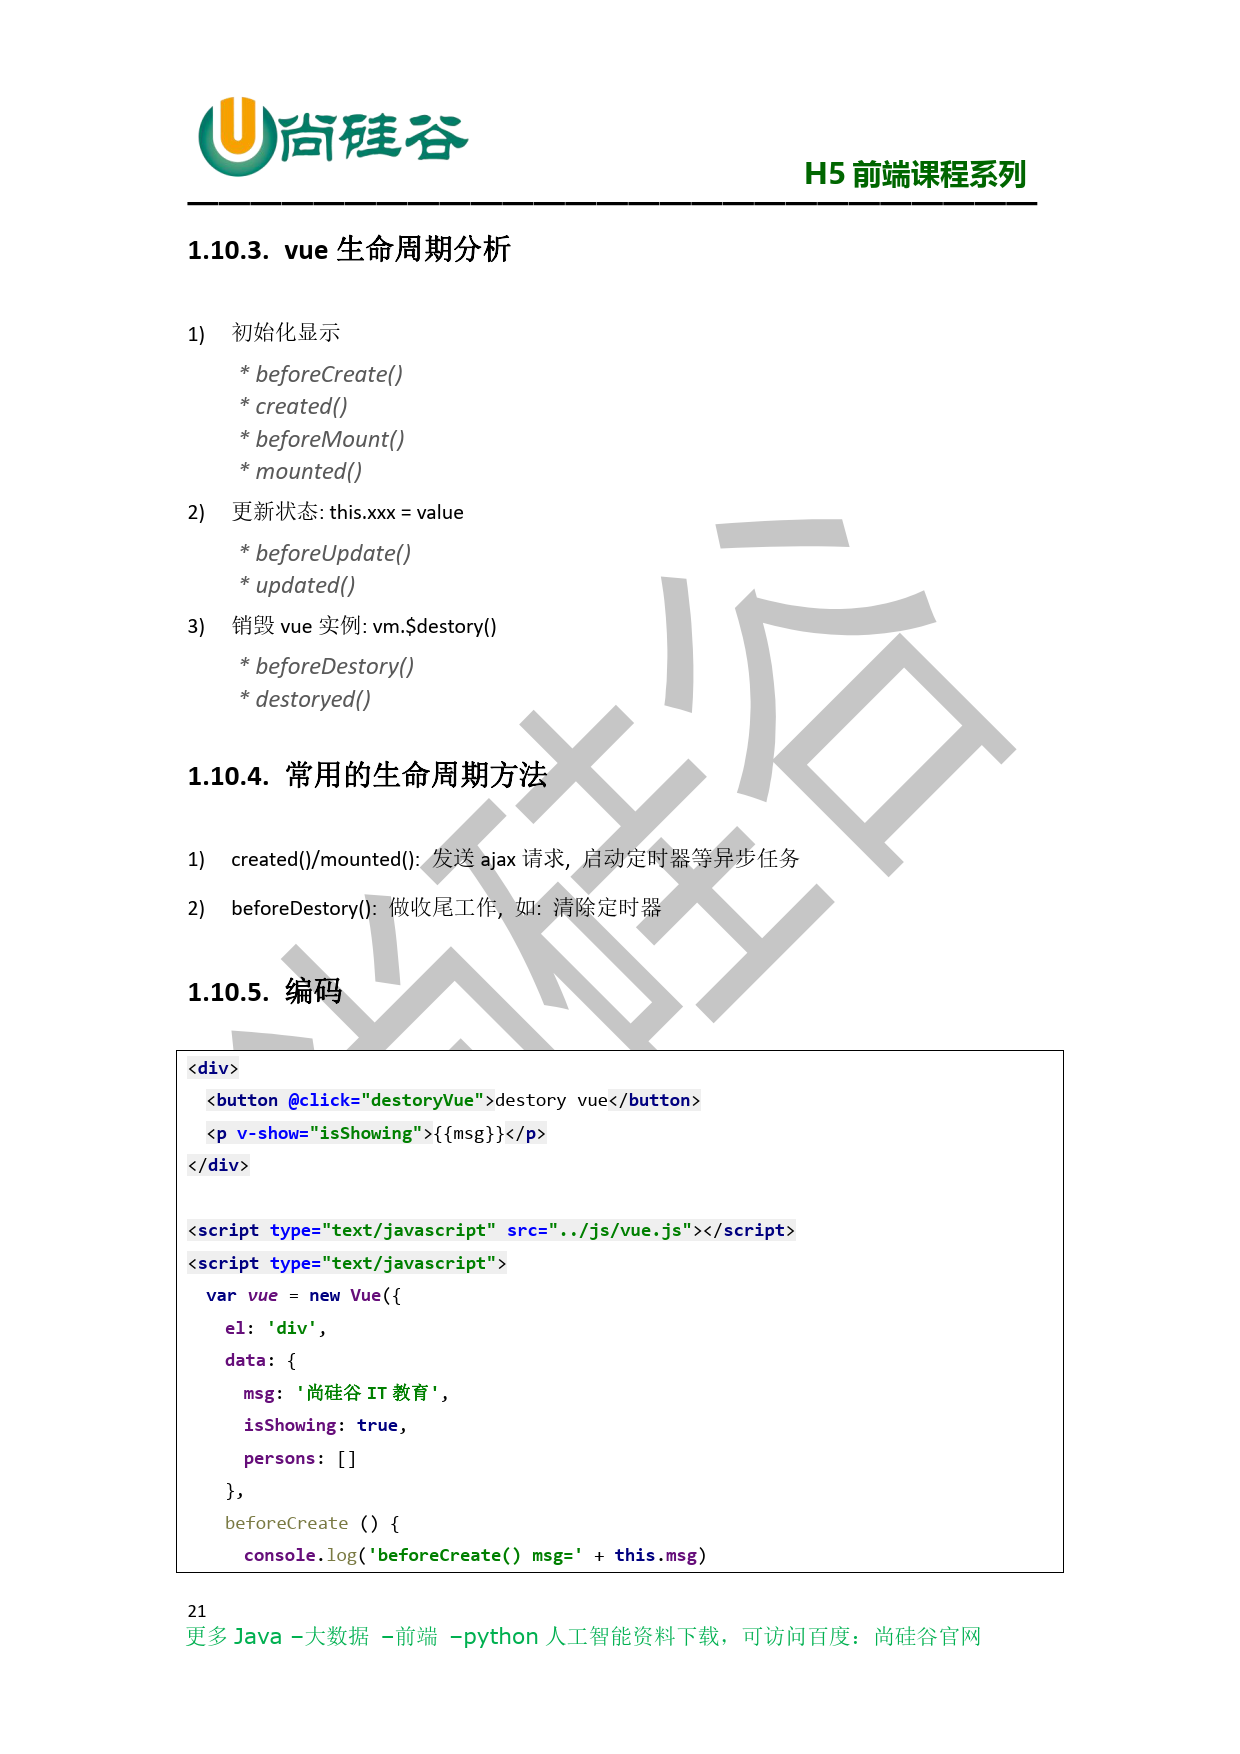 尚硅谷
H5 前端课程系列
1.10.3. vue 生命周期分析
1) 初始化显示
* beforeCreate()
* created()
* beforeMount()
* mounted()
2) 更新状态: this.xxx = value
* beforeUpdate()
* updated()
3) 销毁 vue 实例: vm.$destory()
* beforeDestory()
* destoryed()
1.10.4. 常用的生命周期方法
1) created()/mounted(): 发送 ajax 请求, 启动定时器等异步任务
2) beforeDestory(): 做收尾工作, 如: 清除定时器
1.10.5. 编码
<div>
  <button @click="destoryVue">destory vue</button>
  <p v-show="isShowing">{{msg}}</p>
</div>
<script type="text/javascript" src="../js/vue.js"></script>
<script type="text/javascript">
  var vue = new Vue({
    el: 'div',
    data: {
      msg: '尚硅谷 IT 教育',
      isShowing: true,
      persons: []
    },
    beforeCreate () {
      console.log('beforeCreate() msg=' + this.msg)
21
更多 Java –大数据 –前端 –python 人工智能资料下载，可访问百度：尚硅谷官网
尚硅谷